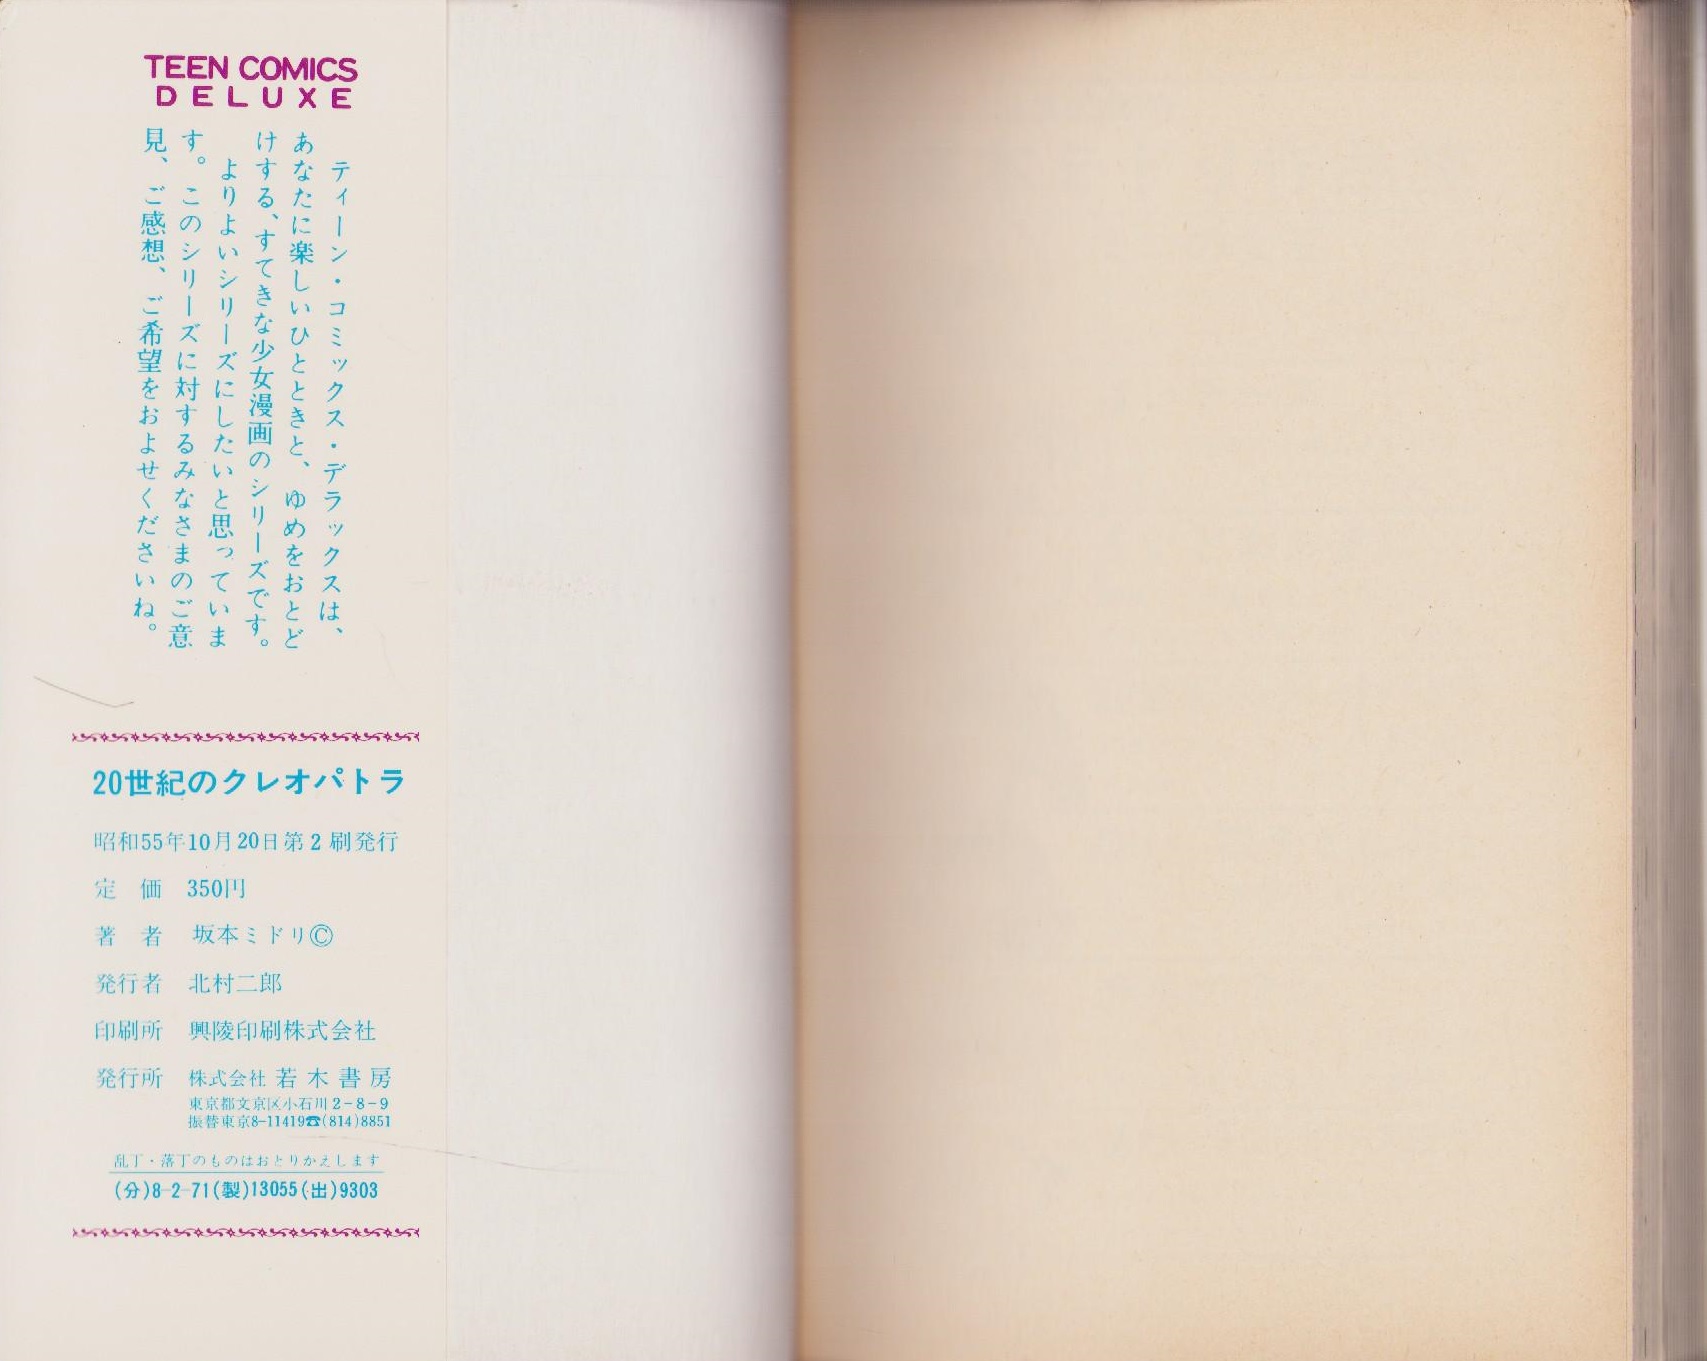 TEEN COMICS
DELUXE
ティーン・コミックス・デラックスは、
あなたに楽しいひとときと、ゆめをおとど
けする、すてきな少女漫画のシリーズです。
よりよいシリーズにしたいと思っていま
す。このシリーズに対するみなさまのご意
見、ご感想、ご希望をおよせくださいね。
20世紀のクレオパトラ
昭和55年10月20日第2刷発行
定　価　350円
著　者　坂本ミドリⒸ
発行者　北村二郎
印刷所　興陵印刷株式会社
発行所　株式会社 若木書房
東京都文京区小石川2-8-9
振替東京8-11419☎(814)8851
乱丁・落丁のものはおとりかえします
(分)8-2-71(製)13055(出)9303